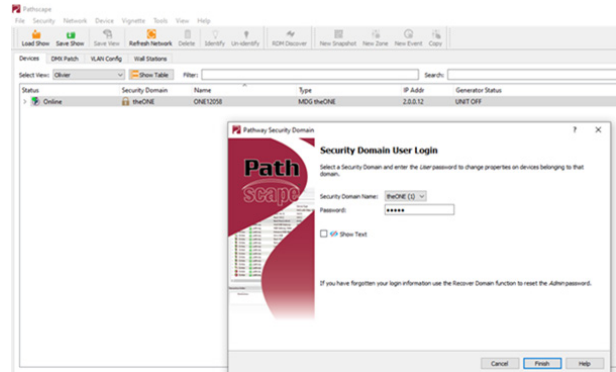 Pathscape
File Security Network Device Vignette Tools View Help
Load Show Save Show Save View Refresh Network Delete Identify Un-identify RDM Discover New Snapshot New Zone New Event Copy
Devices DMX Patch VLAN Config Wall Stations
Select View: Olivier Show Table Filter: Search:
Status Security Domain Name Type IP Addr Generator Status
Online theONE ONE12058 MDG theONE 2.0.0.12 UNIT OFF
Pathway Security Domain ? X
Security Domain User Login
Select a Security Domain and enter the User password to change properties on devices belonging to that
domain.
Path
scape
Security Domain Name: theONE (1)
Password: •••••
Show Text
If you have forgotten your login information use the Recover Domain function to reset the Admin password.
Cancel Finish Help